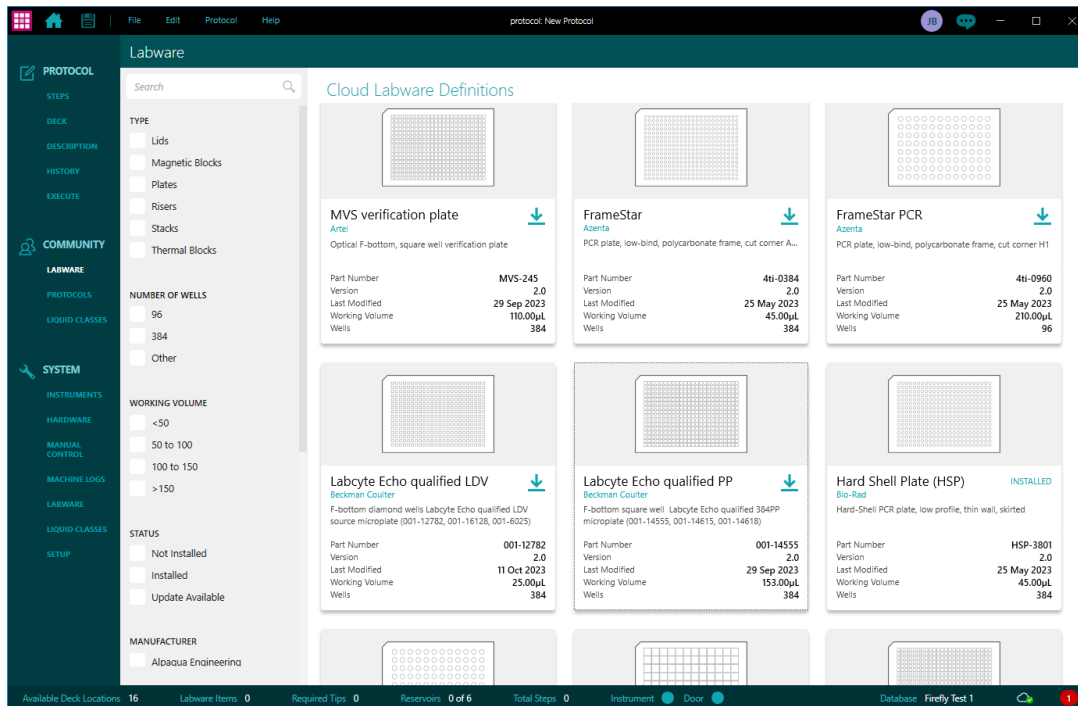 File Edit Protocol Help protocol: New Protocol JB
Labware
PROTOCOL
STEPS
DECK
DESCRIPTION
HISTORY
EXECUTE
COMMUNITY
LABWARE
PROTOCOLS
LIQUID CLASSES
SYSTEM
INSTRUMENTS
HARDWARE
MANUAL
CONTROL
MACHINE LOGS
LABWARE
LIQUID CLASSES
SETUP
Search
TYPE
Lids
Magnetic Blocks
Plates
Risers
Stacks
Thermal Blocks
NUMBER OF WELLS
96
384
Other
WORKING VOLUME
<50
50 to 100
100 to 150
>150
STATUS
Not Installed
Installed
Update Available
MANUFACTURER
Alpaqua Engineering
Cloud Labware Definitions
MVS verification plate
Artel
Optical F-bottom, square well verification plate
Part Number MVS-245
Version 2.0
Last Modified 29 Sep 2023
Working Volume 110.00µL
Wells 384
FrameStar
Azenta
PCR plate, low-bind, polycarbonate frame, cut corner A...
Part Number 4ti-0384
Version 2.0
Last Modified 25 May 2023
Working Volume 45.00µL
Wells 384
FrameStar PCR
Azenta
PCR plate, low-bind, polycarbonate frame, cut corner H1
Part Number 4ti-0960
Version 2.0
Last Modified 25 May 2023
Working Volume 210.00µL
Wells 96
Labcyte Echo qualified LDV
Beckman Coulter
F-bottom diamond wells Labcyte Echo qualified LDV
source microplate (001-12782, 001-16128, 001-6025)
Part Number 001-12782
Version 2.0
Last Modified 11 Oct 2023
Working Volume 25.00µL
Wells 384
Labcyte Echo qualified PP
Beckman Coulter
F-bottom square well Labcyte Echo qualified 384PP
microplate (001-14555, 001-14615, 001-14618)
Part Number 001-14555
Version 2.0
Last Modified 29 Sep 2023
Working Volume 153.00µL
Wells 384
Hard Shell Plate (HSP) INSTALLED
Bio-Rad
Hard-Shell PCR plate, low profile, thin wall, skirted
Part Number HSP-3801
Version 2.0
Last Modified 25 May 2023
Working Volume 45.00µL
Wells 384
Available Deck Locations 16 Labware Items 0 Required Tips 0 Reservoirs 0 of 6 Total Steps 0 Instrument Door Database Firefly Test 1 1